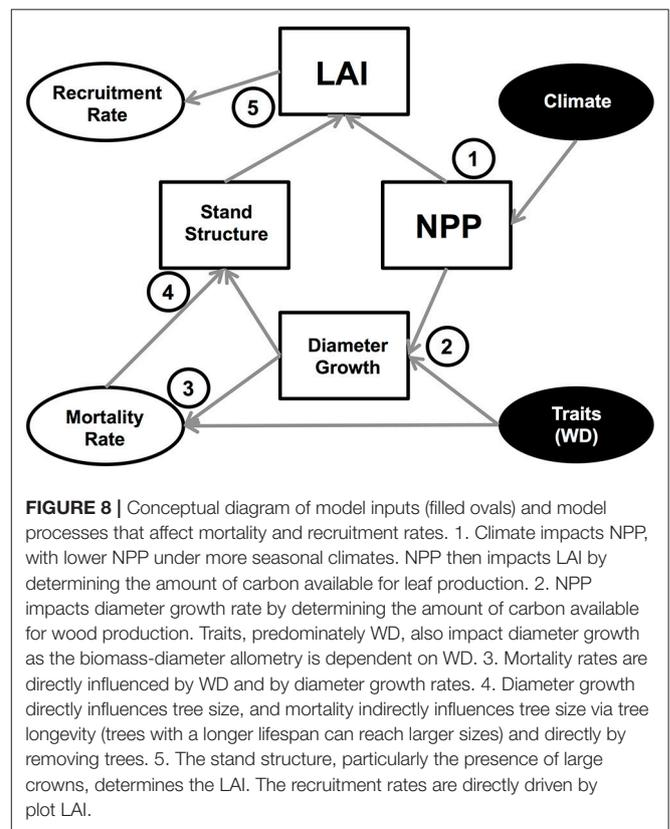 LAI
Recruitment
Rate
5
Climate
1
Stand
Structure
NPP
4
Diameter
Growth
2
3
Mortality
Rate
Traits
(WD)
FIGURE 8 | Conceptual diagram of model inputs (filled ovals) and model
processes that affect mortality and recruitment rates. 1. Climate impacts NPP,
with lower NPP under more seasonal climates. NPP then impacts LAI by
determining the amount of carbon available for leaf production. 2. NPP
impacts diameter growth rate by determining the amount of carbon available
for wood production. Traits, predominately WD, also impact diameter growth
as the biomass-diameter allometry is dependent on WD. 3. Mortality rates are
directly influenced by WD and by diameter growth rates. 4. Diameter growth
directly influences tree size, and mortality indirectly influences tree size via tree
longevity (trees with a longer lifespan can reach larger sizes) and directly by
removing trees. 5. The stand structure, particularly the presence of large
crowns, determines the LAI. The recruitment rates are directly driven by
plot LAI.